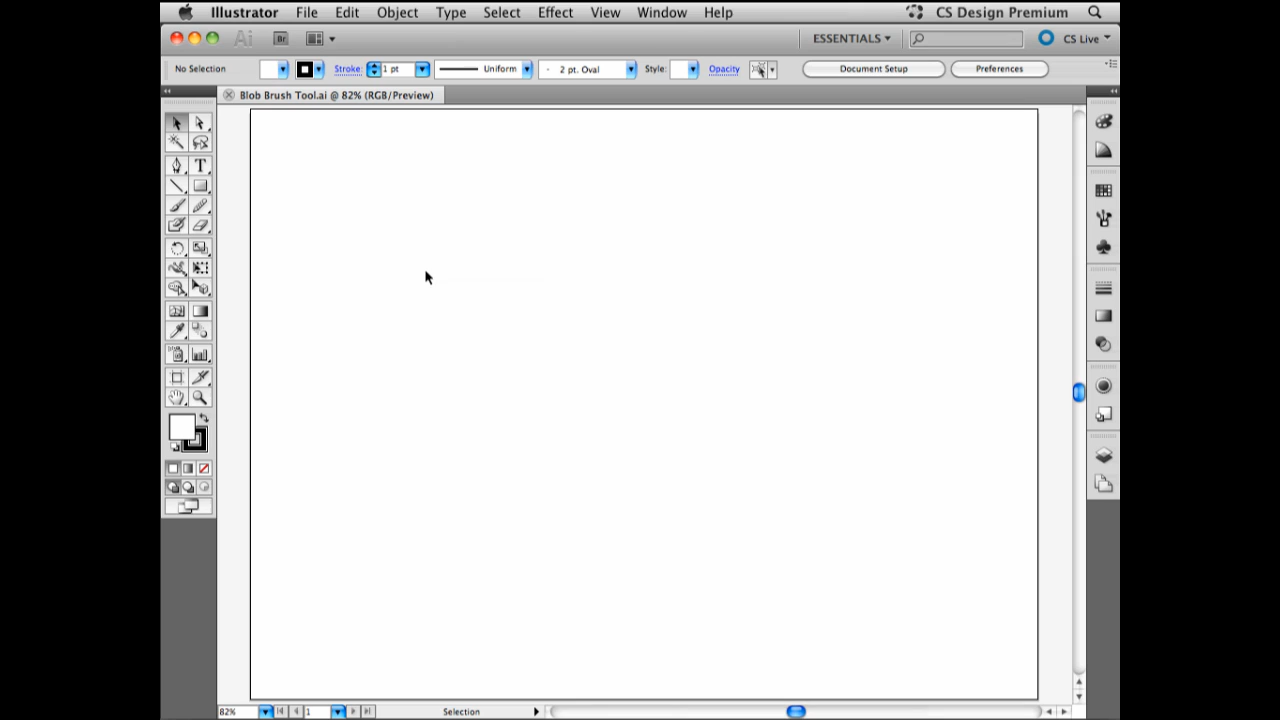 Illustrator File Edit Object Type Select Effect View Window Help CS Design Premium
Ai Br ESSENTIALS CS Live
No Selection Stroke: 1 pt Uniform 2 pt. Oval Style: Opacity Document Setup Preferences
Blob Brush Tool.ai @ 82% (RGB/Preview)
T
82% 1 Selection